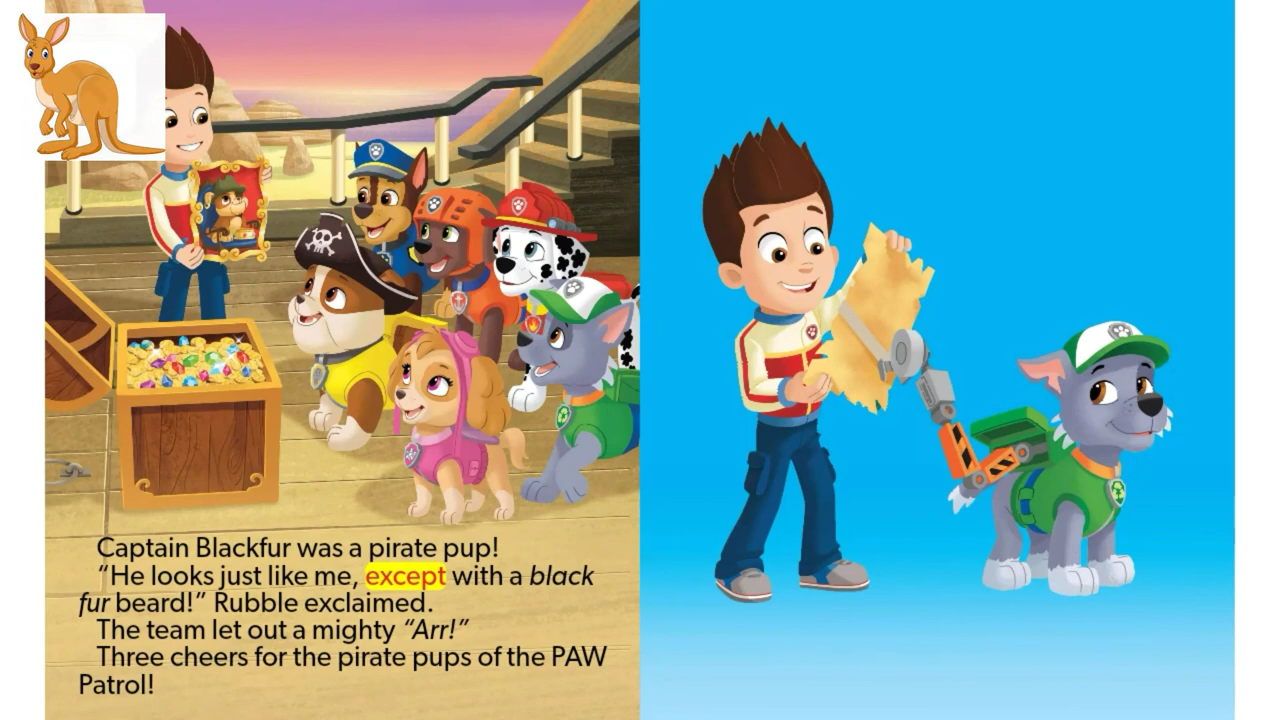 Captain Blackfur was a pirate pup!
“He looks just like me, except with a black
fur beard!” Rubble exclaimed.
The team let out a mighty “Arr!”
Three cheers for the pirate pups of the PAW
Patrol!